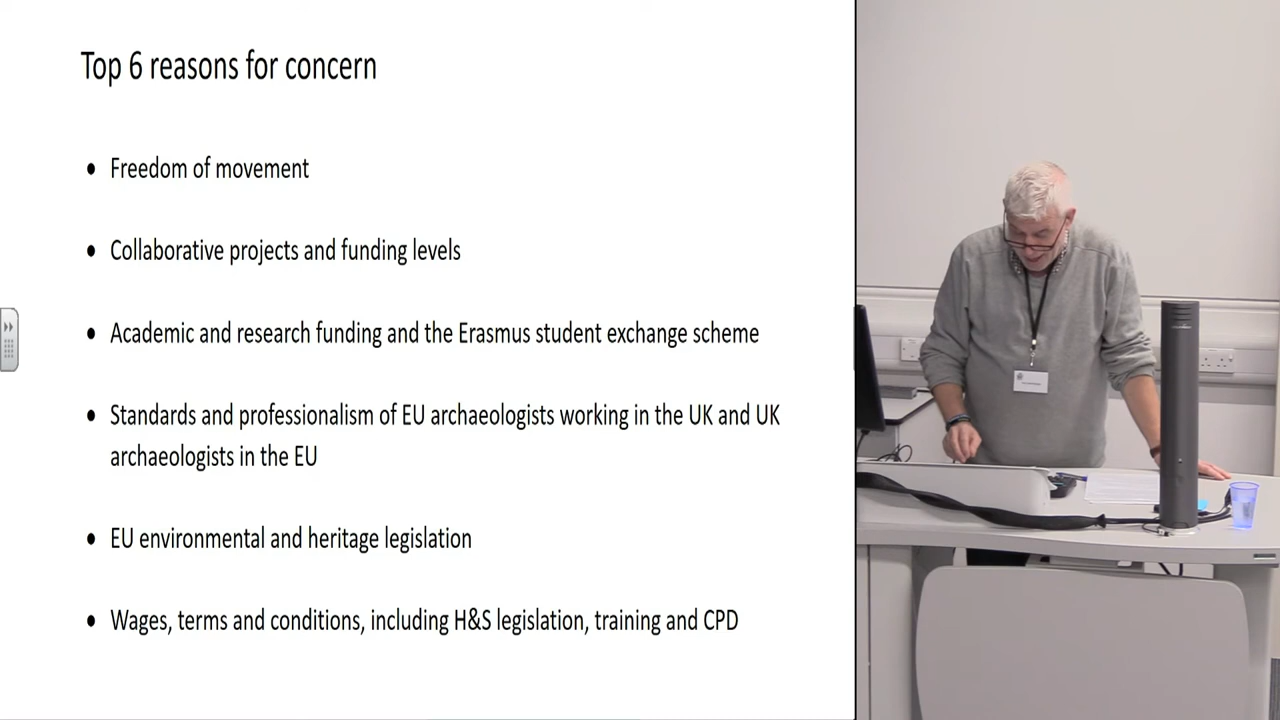 Top 6 reasons for concern
• Freedom of movement
• Collaborative projects and funding levels
• Academic and research funding and the Erasmus student exchange scheme
• Standards and professionalism of EU archaeologists working in the UK and UK
archaeologists in the EU
• EU environmental and heritage legislation
• Wages, terms and conditions, including H&S legislation, training and CPD